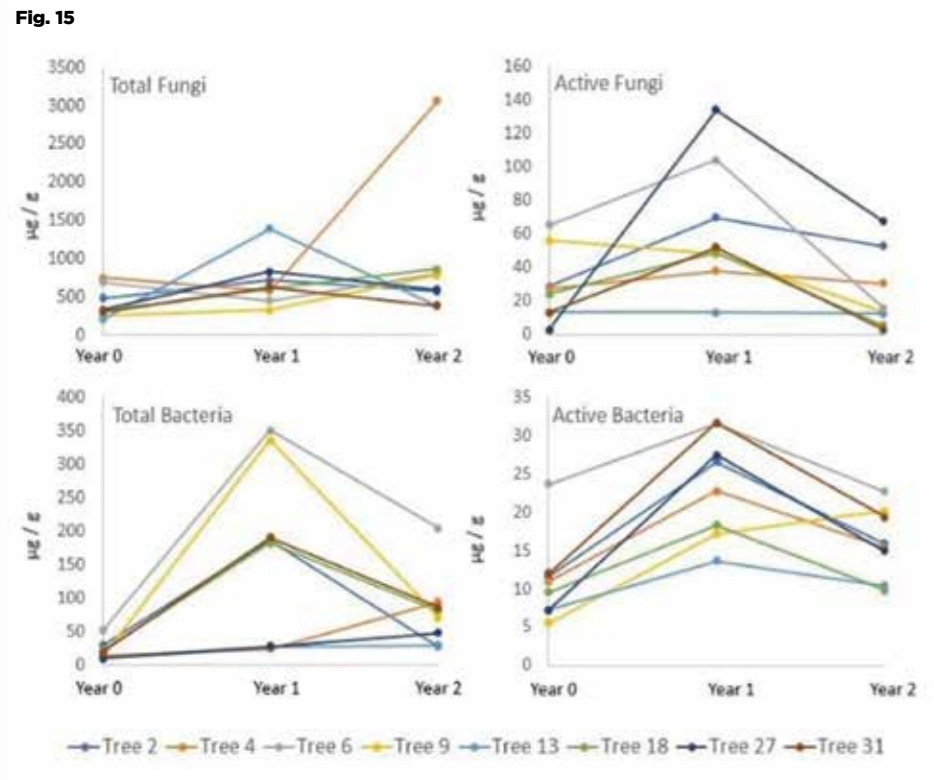 Fig. 15
Total Fungi
3500
3000
2500
2000
1500
1000
500
0
µg / g
Year 0 Year 1 Year 2
Active Fungi
160
140
120
100
80
60
40
20
0
µg / g
Year 0 Year 1 Year 2
Total Bacteria
400
350
300
250
200
150
100
50
0
µg / g
Year 0 Year 1 Year 2
Active Bacteria
35
30
25
20
15
10
5
0
µg / g
Year 0 Year 1 Year 2
Tree 2 Tree 4 Tree 6 Tree 9 Tree 13 Tree 18 Tree 27 Tree 31